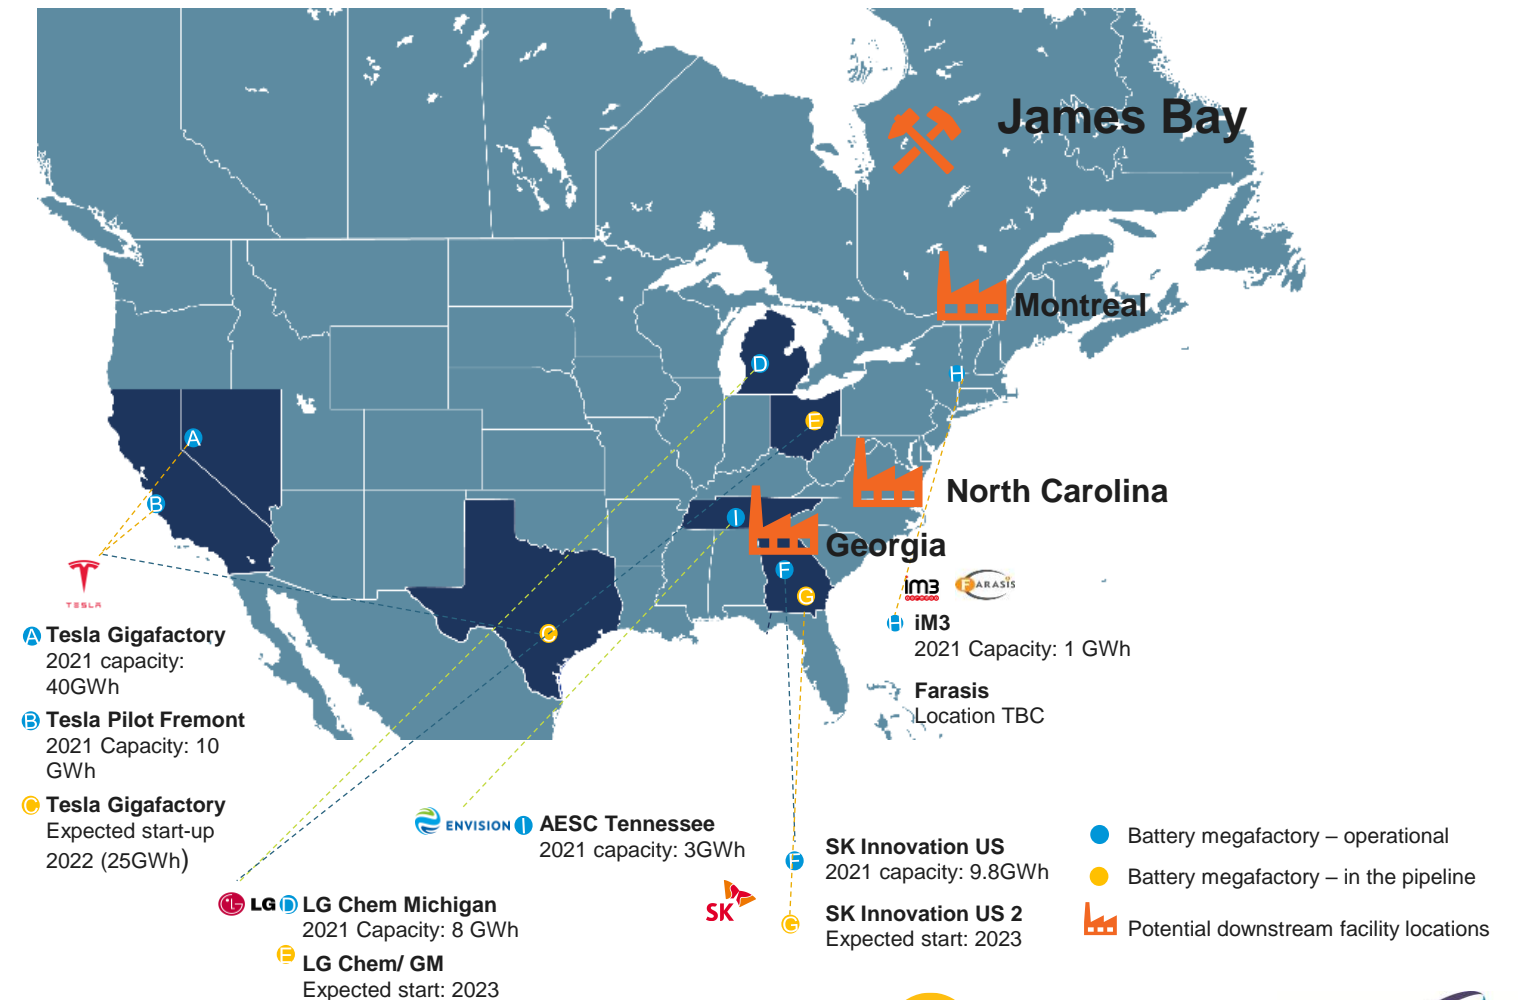 James Bay
Montreal
D
H
E
A
North Carolina
B
I
Georgia
F
G
C
TESLA
A Tesla Gigafactory
2021 capacity:
40GWh
B Tesla Pilot Fremont
2021 Capacity: 10
GWh
C Tesla Gigafactory
Expected start-up
2022 (25GWh)
im3
FARASIS
H iM3
2021 Capacity: 1 GWh
Farasis
Location TBC
ENVISION I AESC Tennessee
2021 capacity: 3GWh
LG D LG Chem Michigan
2021 Capacity: 8 GWh
E LG Chem/ GM
Expected start: 2023
SK
F SK Innovation US
2021 capacity: 9.8GWh
G SK Innovation US 2
Expected start: 2023
Battery megafactory – operational
Battery megafactory – in the pipeline
Potential downstream facility locations